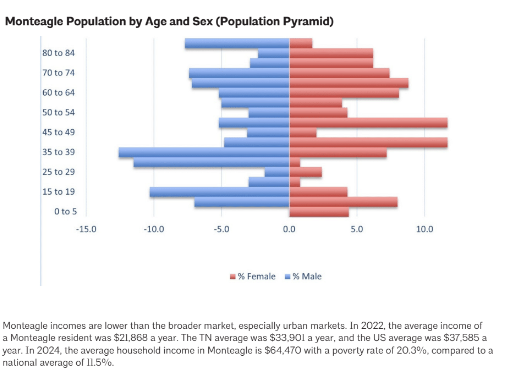 Monteagle Population by Age and Sex (Population Pyramid)
80 to 84
70 to 74
60 to 64
50 to 54
45 to 49
35 to 39
25 to 29
15 to 19
0 to 5
-15.0 -10.0 -5.0 0.0 5.0 10.0
% Female % Male
Monteagle incomes are lower than the broader market, especially urban markets. In 2022, the average income of
a Monteagle resident was $21,868 a year. The TN average was $33,901 a year, and the US average was $37,585 a
year. In 2024, the average household income in Monteagle is $64,470 with a poverty rate of 20.3%, compared to a
national average of 11.5%.